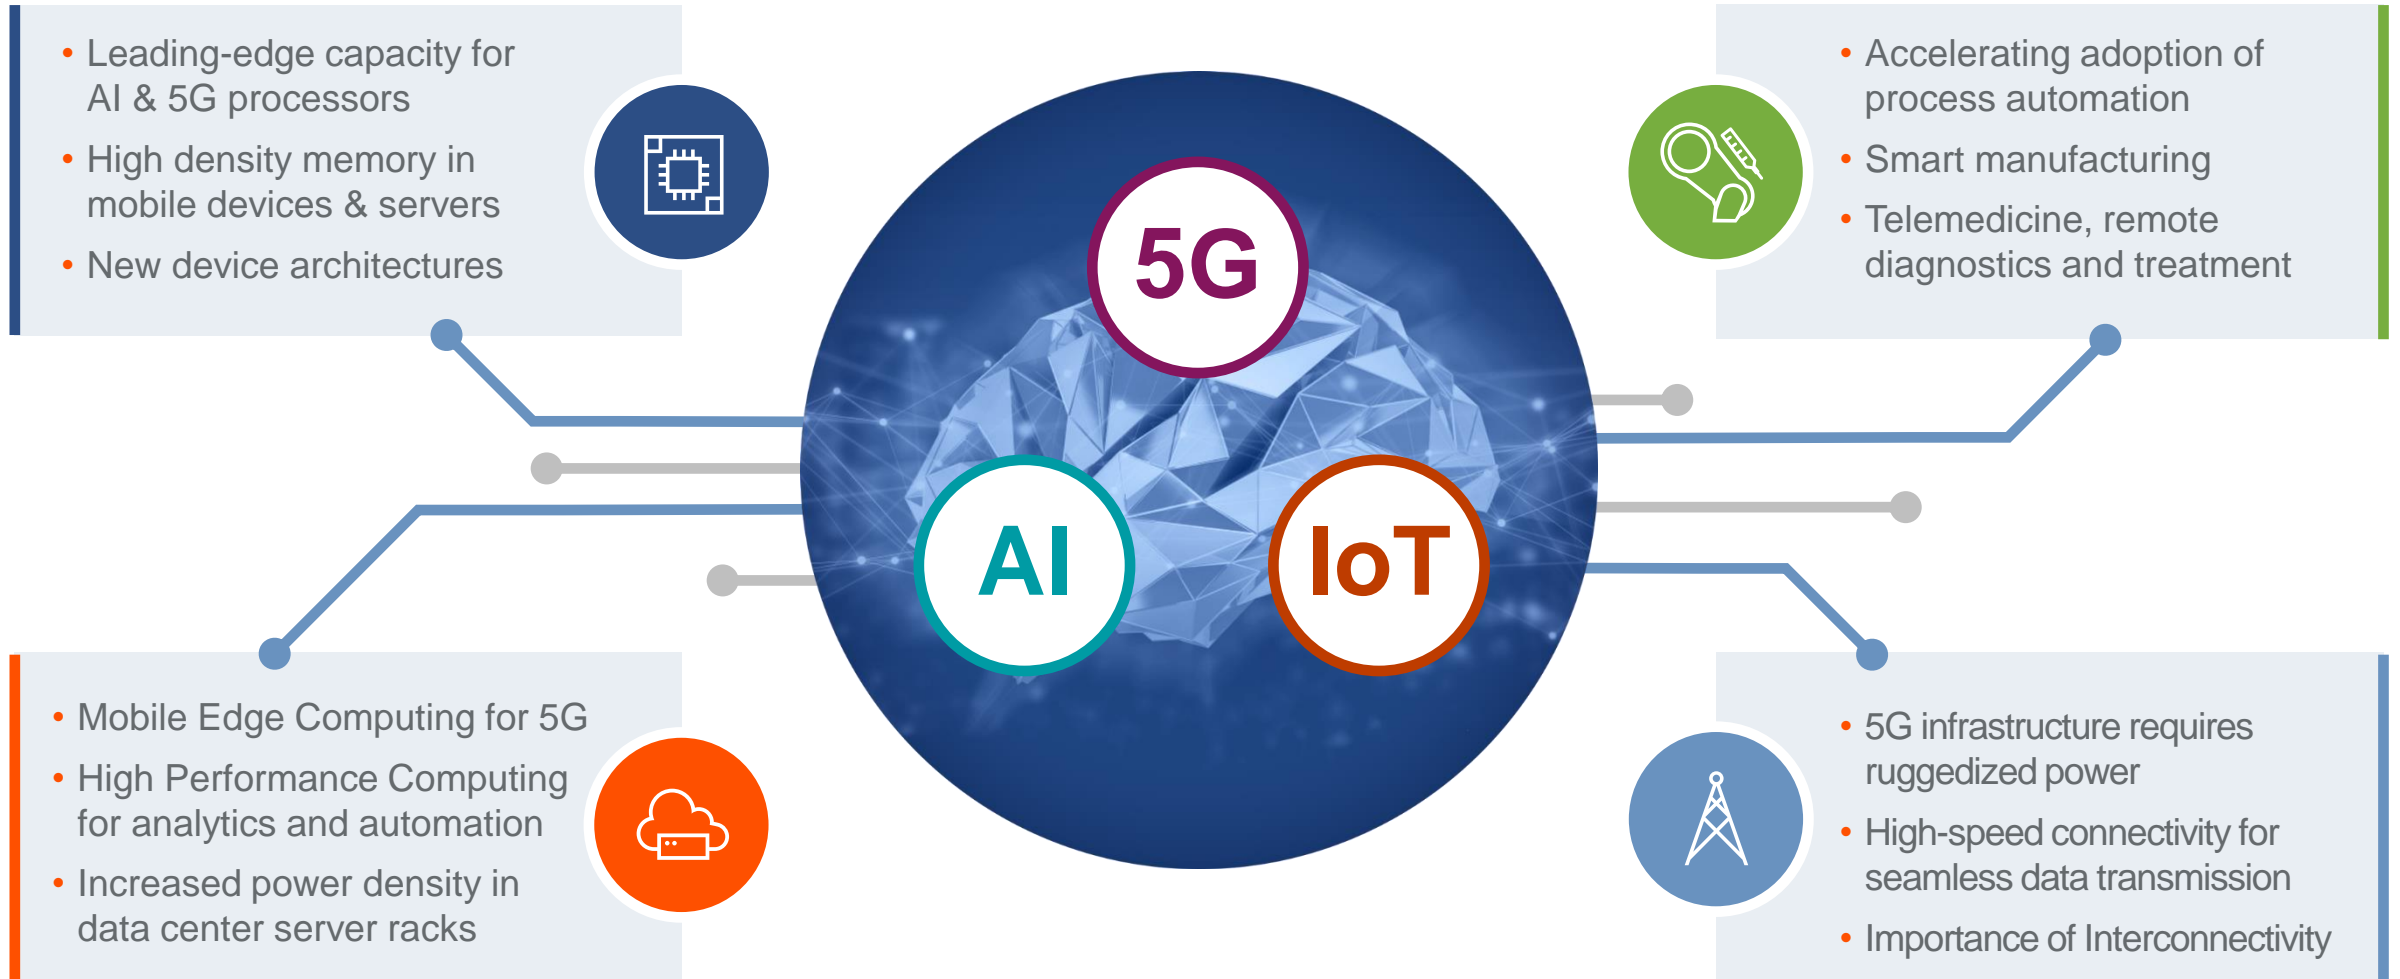 • Leading-edge capacity for
AI & 5G processors
• High density memory in
mobile devices & servers
• New device architectures
• Accelerating adoption of
process automation
• Smart manufacturing
• Telemedicine, remote
diagnostics and treatment
5G
AI
IoT
• Mobile Edge Computing for 5G
• High Performance Computing
for analytics and automation
• Increased power density in
data center server racks
• 5G infrastructure requires
ruggedized power
• High-speed connectivity for
seamless data transmission
• Importance of Interconnectivity